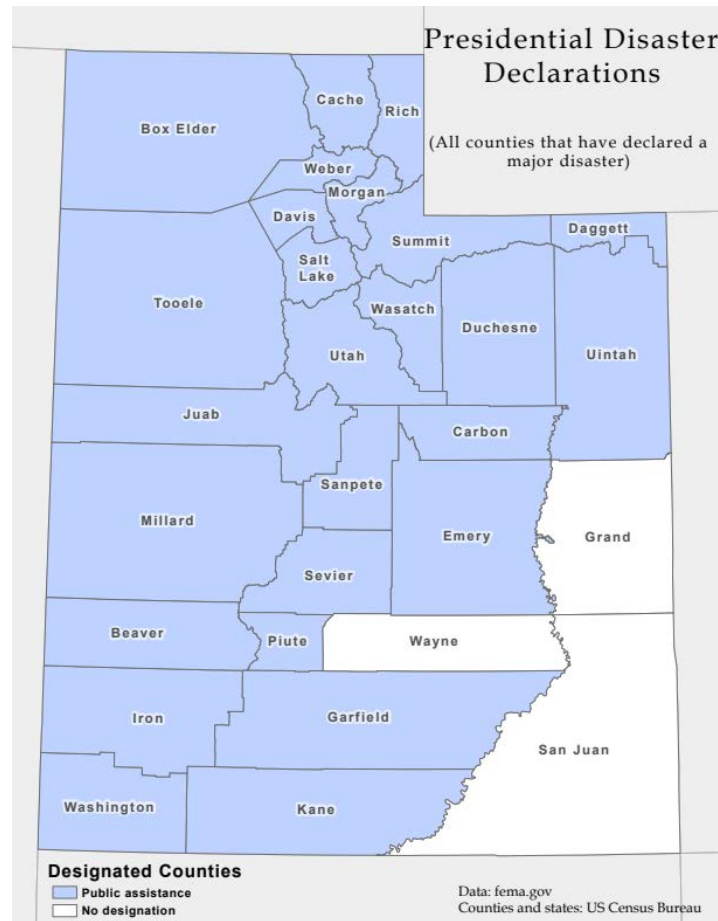 Presidential Disaster
Declarations
(All counties that have declared a
major disaster)
Cache
Rich
Box Elder
Weber
Morgan
Davis
Summit
Daggett
Salt
Lake
Tooele
Wasatch
Duchesne
Utah
Uintah
Juab
Carbon
Sanpete
Millard
Emery
Grand
Sevier
Beaver
Piute
Wayne
Iron
Garfield
San Juan
Washington
Kane
Designated Counties
Public assistance
No designation
Data: fema.gov
Counties and states: US Census Bureau